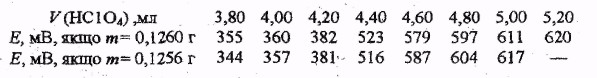 V(HClO₄) ,мл 3,80 4,00 4,20 4,40 4,60 4,80 5,00 5,20
E, мВ, якщо m= 0,1260 г 355 360 382 523 579 597 611 620
E, мВ, якщо m= 0,1256 г 344 357 381 516 587 604 617 —